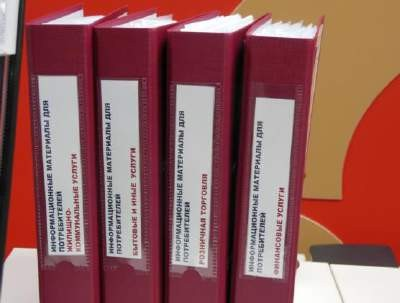 ИНФОРМАЦИОННЫЕ МАТЕРИАЛЫ ДЛЯ
ПОТРЕБИТЕЛЕЙ
ЖИЛИЩНО-
КОММУНАЛЬНЫЕ УСЛУГИ
ИНФОРМАЦИОННЫЕ МАТЕРИАЛЫ ДЛЯ
ПОТРЕБИТЕЛЕЙ
БЫТОВЫЕ И ИНЫЕ УСЛУГИ
ИНФОРМАЦИОННЫЕ МАТЕРИАЛЫ ДЛЯ
ПОТРЕБИТЕЛЕЙ
РОЗНИЧНАЯ ТОРГОВЛЯ
ИНФОРМАЦИОННЫЕ МАТЕРИАЛЫ ДЛЯ
ПОТРЕБИТЕЛЕЙ
ФИНАНСОВЫЕ УСЛУГИ